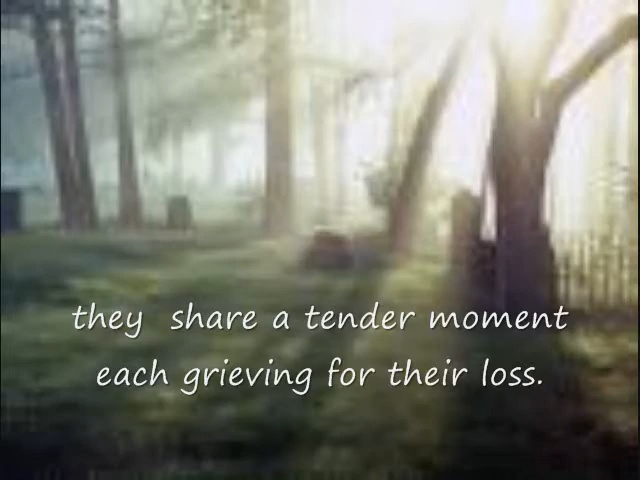 they share a tender moment
each grieving for their loss.